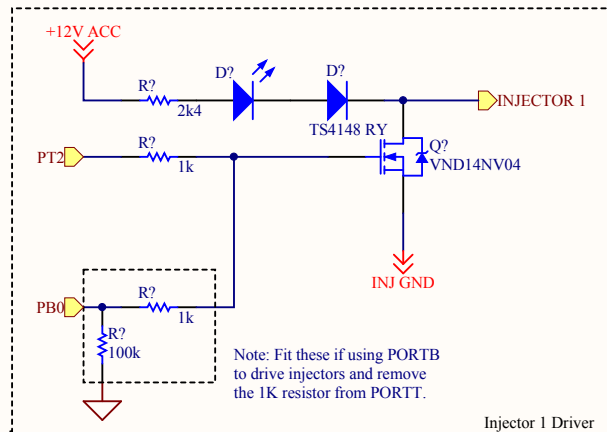 +12V ACC
R?
2k4
D?
D?
TS4148 RY
INJECTOR 1
PT2
R?
1k
Q?
VND14NV04
INJ GND
PB0
R?
1k
R?
100k
Note: Fit these if using PORTB
to drive injectors and remove
the 1K resistor from PORTT.
Injector 1 Driver